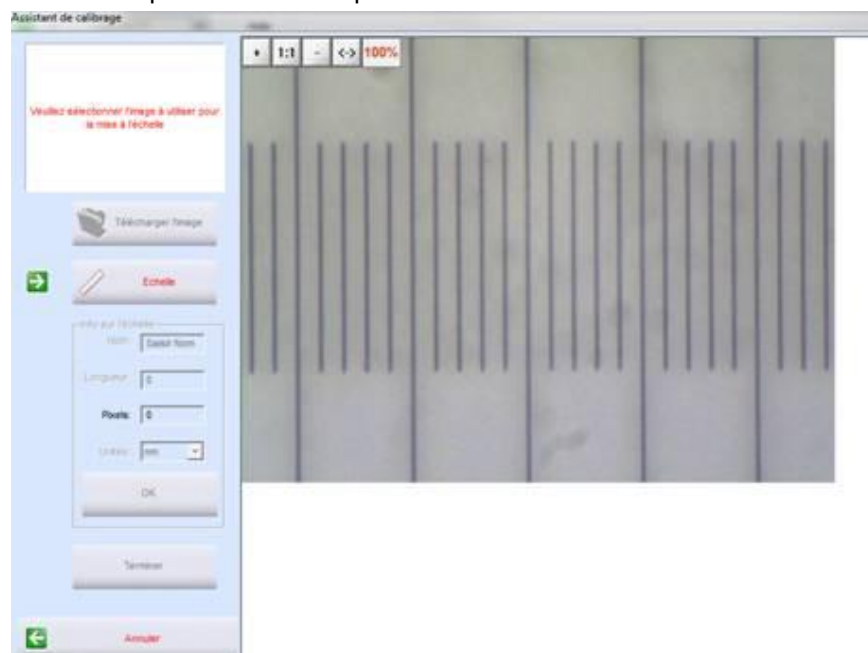 Assistant de calibrage
+ 1:1 - <-> 100%
Veuillez sélectionner l'image à utiliser pour
la mise à l'échelle
Télécharger l'image
Echelle
Info sur l'échelle
Nom: Saisir Nom
Longueur: 0
Pixels: 0
Unités: mm
OK
Terminer
Annuler